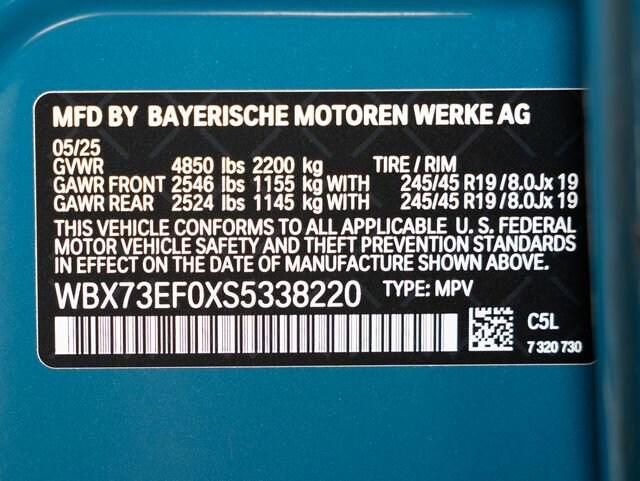 MFD BY BAYERISCHE MOTOREN WERKE AG
05/25
GVWR 4850 lbs 2200 kg TIRE / RIM
GAWR FRONT 2546 lbs 1155 kg WITH 245/45 R19 /8.0Jx 19
GAWR REAR 2524 lbs 1145 kg WITH 245/45 R19 /8.0Jx 19
THIS VEHICLE CONFORMS TO ALL APPLICABLE U. S. FEDERAL
MOTOR VEHICLE SAFETY AND THEFT PREVENTION STANDARDS
IN EFFECT ON THE DATE OF MANUFACTURE SHOWN ABOVE.
WBX73EF0XS5338220 TYPE: MPV
C5L
7 320 730